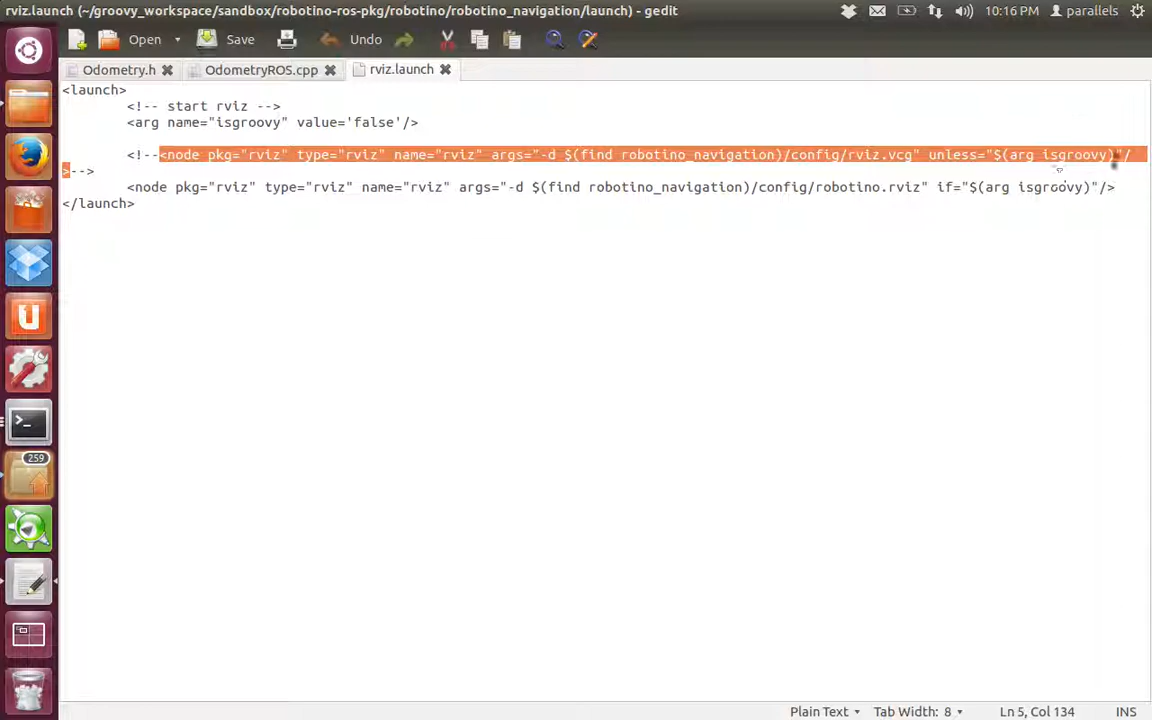 rviz.launch (~/groovy_workspace/sandbox/robotino-ros-pkg/robotino/robotino_navigation/launch) - gedit
10:16 PM
parallels
Open
Save
Undo
Odometry.h
OdometryROS.cpp
rviz.launch
<launch>
<!-- start rviz -->
<arg name="isgroovy" value='false'/>
<!--<node pkg="rviz" type="rviz" name="rviz" args="-d $(find robotino_navigation)/config/rviz.vcg" unless="$(arg isgroovy)"/
>-->
<node pkg="rviz" type="rviz" name="rviz" args="-d $(find robotino_navigation)/config/robotino.rviz" if="$(arg isgroovy)"/>
</launch>
259
Plain Text
Tab Width: 8
Ln 5, Col 134
INS